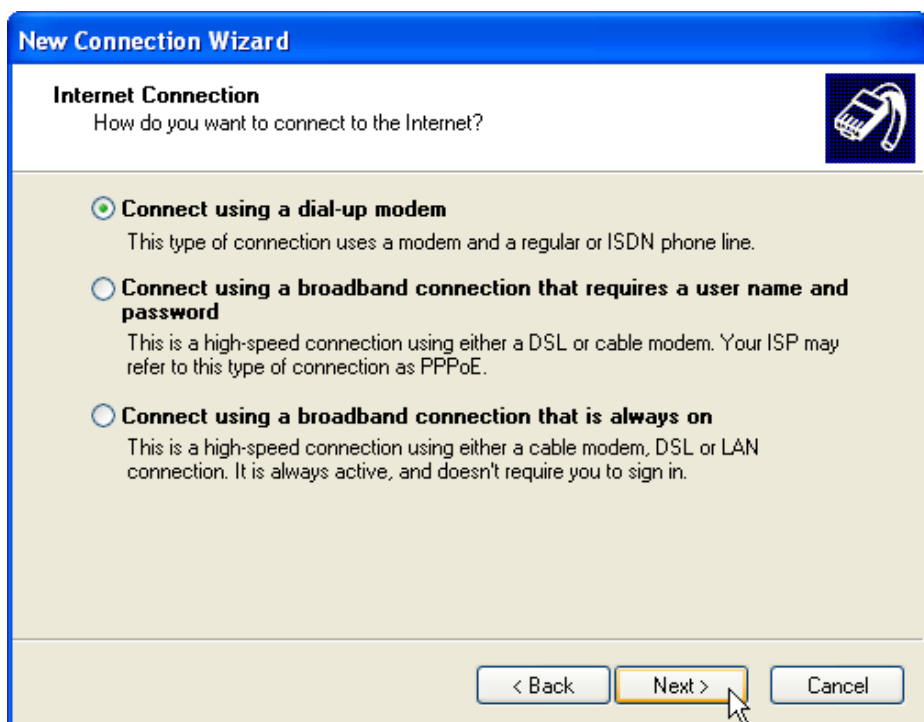 New Connection Wizard
Internet Connection
How do you want to connect to the Internet?
Connect using a dial-up modem
This type of connection uses a modem and a regular or ISDN phone line.
Connect using a broadband connection that requires a user name and
password
This is a high-speed connection using either a DSL or cable modem. Your ISP may
refer to this type of connection as PPPoE.
Connect using a broadband connection that is always on
This is a high-speed connection using either a cable modem, DSL or LAN
connection. It is always active, and doesn't require you to sign in.
< Back Next > Cancel